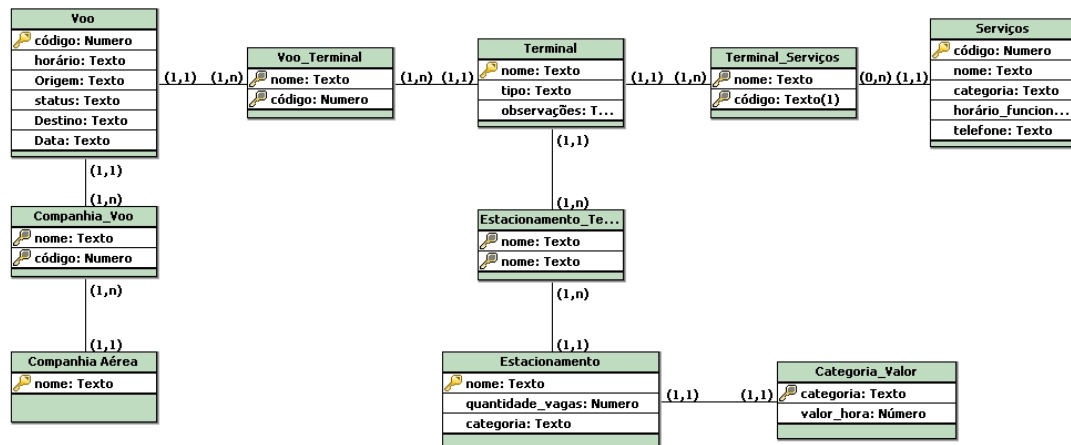 Voo
código: Numero
horário: Texto
Origem: Texto
status: Texto
Destino: Texto
Data: Texto
(1,1)
(1,n)
Voo_Terminal
nome: Texto
código: Numero
(1,n)
(1,1)
Terminal
nome: Texto
tipo: Texto
observações: T...
(1,1)
(1,n)
Terminal_Serviços
nome: Texto
código: Texto(1)
(0,n)
(1,1)
Serviços
código: Numero
nome: Texto
categoria: Texto
horário_funcion...
telefone: Texto
(1,1)
(1,n)
Companhia_Voo
nome: Texto
código: Numero
(1,n)
(1,1)
Companhia Aérea
nome: Texto
(1,1)
(1,n)
Estacionamento_Te...
nome: Texto
nome: Texto
(1,n)
(1,1)
Estacionamento
nome: Texto
quantidade_vagas: Numero
categoria: Texto
(1,1)
(1,1)
Categoria_Valor
categoria: Texto
valor_hora: Número